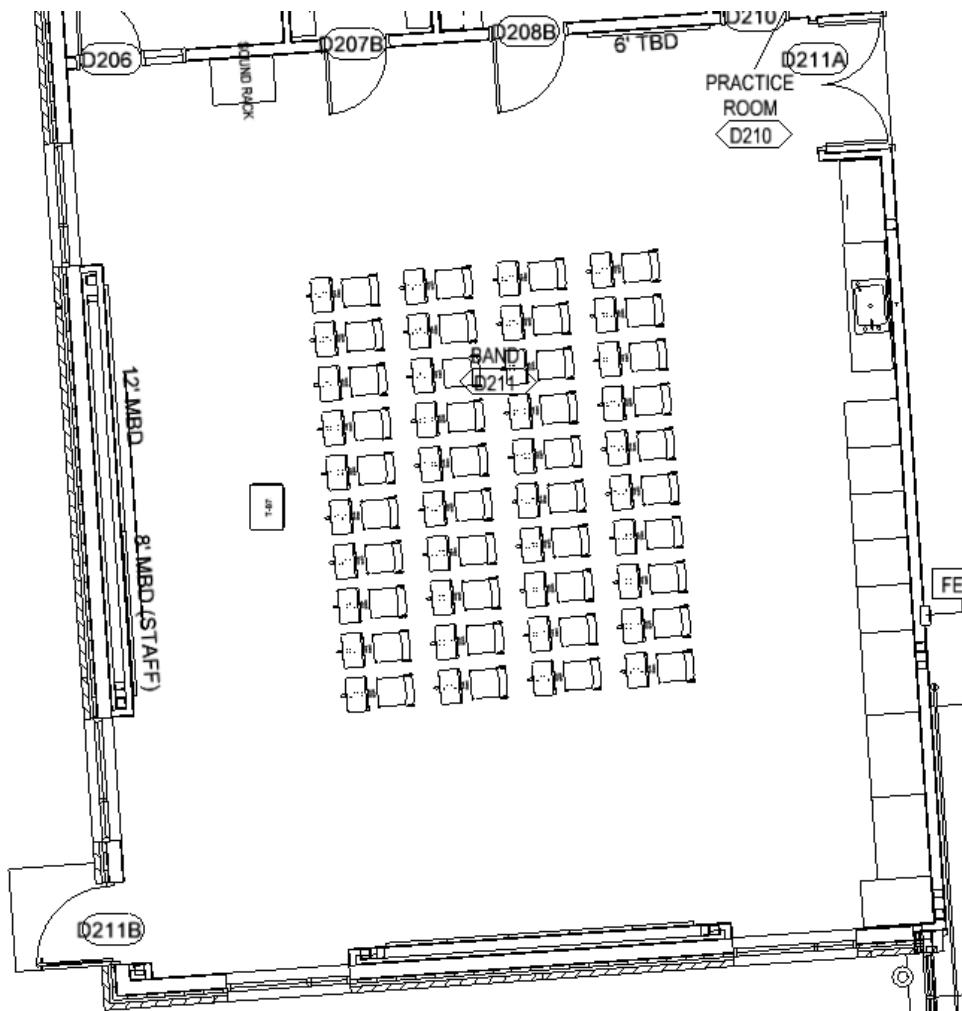 D206
SOUND RACK
D207B
D208B
6' TBD
D210
D211A
PRACTICE
ROOM
D210
BAND
D211
12' MBD
8' MBD (STAFF)
FE
D211B